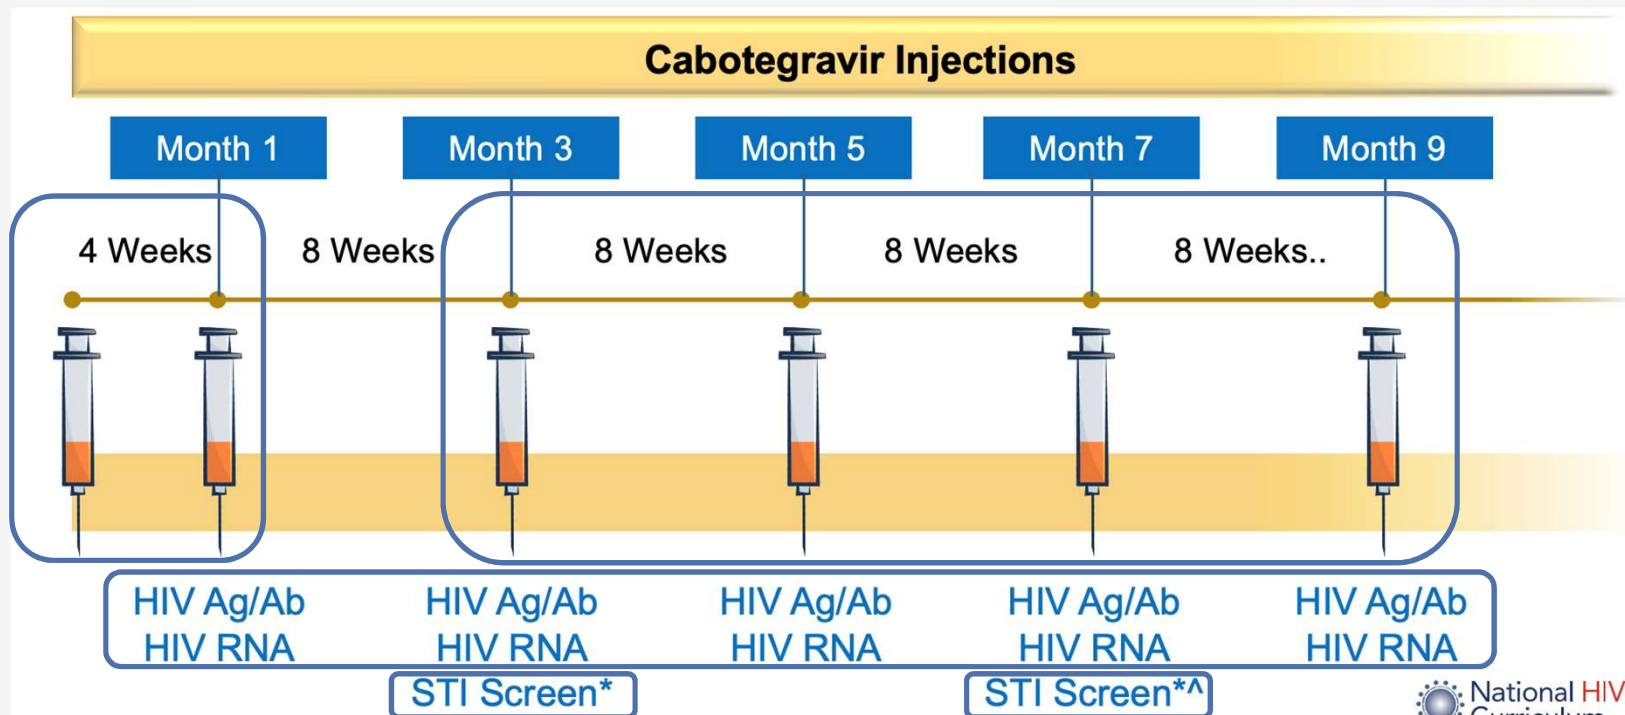 Cabotegravir Injections
Month 1 Month 3 Month 5 Month 7 Month 9
4 Weeks 8 Weeks 8 Weeks 8 Weeks 8 Weeks..
HIV Ag/Ab HIV Ag/Ab HIV Ag/Ab HIV Ag/Ab HIV Ag/Ab
HIV RNA HIV RNA HIV RNA HIV RNA HIV RNA
STI Screen* STI Screen*^
National HIV
Curriculum